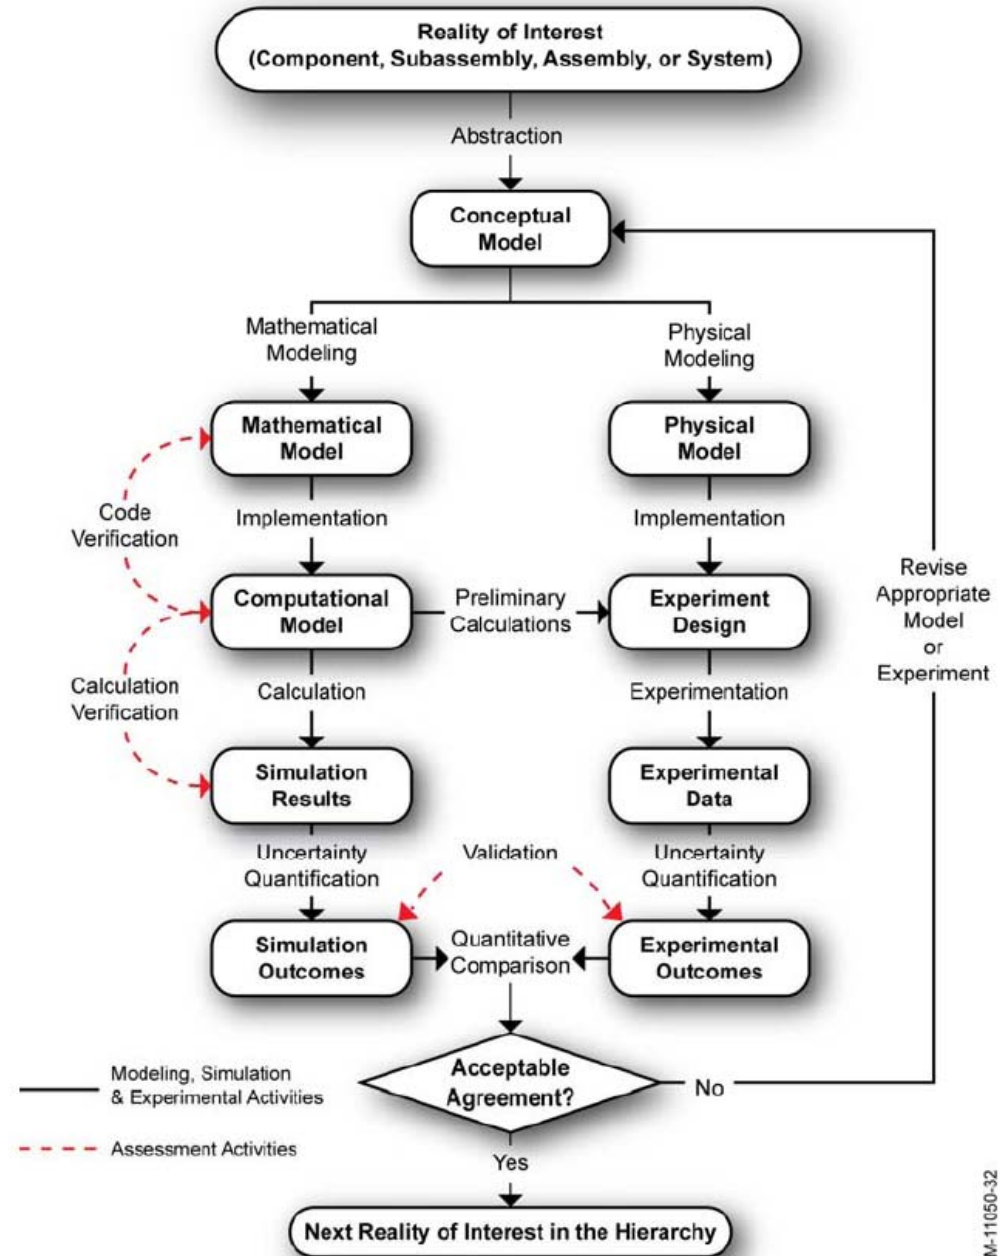 Reality of Interest
(Component, Subassembly, Assembly, or System)
Abstraction
Conceptual
Model
Mathematical
Modeling
Physical
Modeling
Mathematical
Model
Physical
Model
Code
Verification
Implementation
Implementation
Revise
Appropriate
Model
or
Experiment
Computational
Model
Preliminary
Calculations
Experiment
Design
Calculation
Verification
Calculation
Experimentation
Simulation
Results
Experimental
Data
Uncertainty
Quantification
Validation
Uncertainty
Quantification
Simulation
Outcomes
Quantitative
Comparison
Experimental
Outcomes
Acceptable
Agreement?
No
Modeling, Simulation
& Experimental Activities
Assessment Activities
Yes
Next Reality of Interest in the Hierarchy
M-11050-32